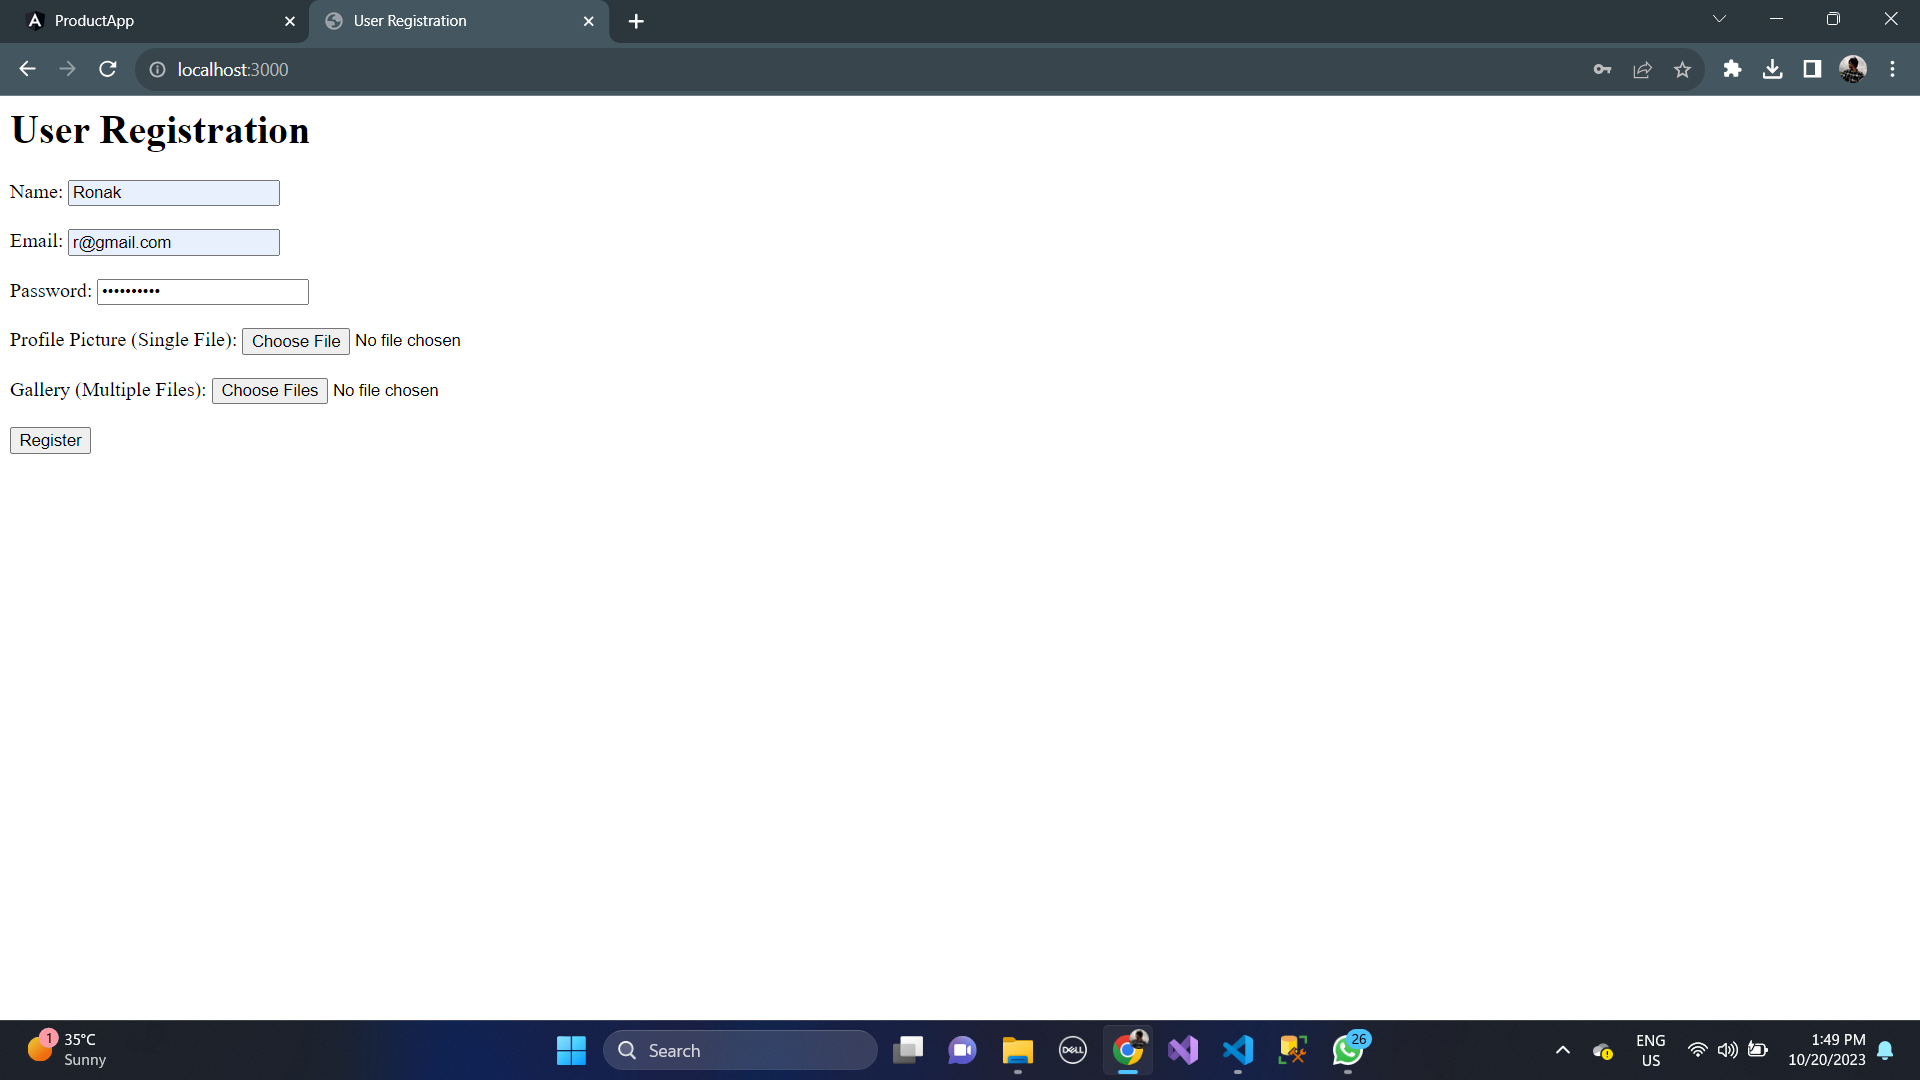 ProductApp
User Registration
localhost:3000
User Registration
Name: Ronak
Email: r@gmail.com
Password: ••••••••••
Profile Picture (Single File): Choose File No file chosen
Gallery (Multiple Files): Choose Files No file chosen
Register
1
35°C
Sunny
Search
DELL
26
ENG
US
1:49 PM
10/20/2023